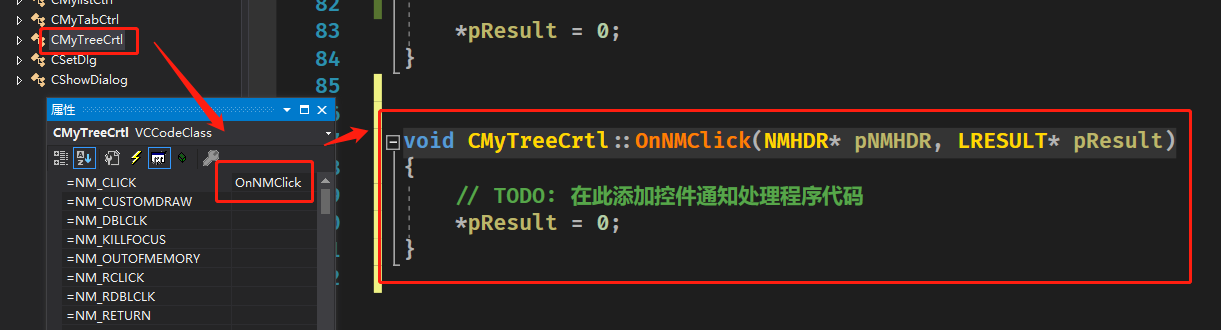 CMylistCtrl
CMyTabCtrl
CMyTreeCrtl
CSetDlg
CShowDialog
属性
CMyTreeCrtl VCCodeClass
=NM_CLICK OnNMClick
=NM_CUSTOMDRAW
=NM_DBLCLK
=NM_KILLFOCUS
=NM_OUTOFMEMORY
=NM_RCLICK
=NM_RDBLCLK
=NM_RETURN
82
83 *pResult = 0;
84 }
85
void CMyTreeCrtl::OnNMClick(NMHDR* pNMHDR, LRESULT* pResult)
{
// TODO: 在此添加控件通知处理程序代码
*pResult = 0;
}